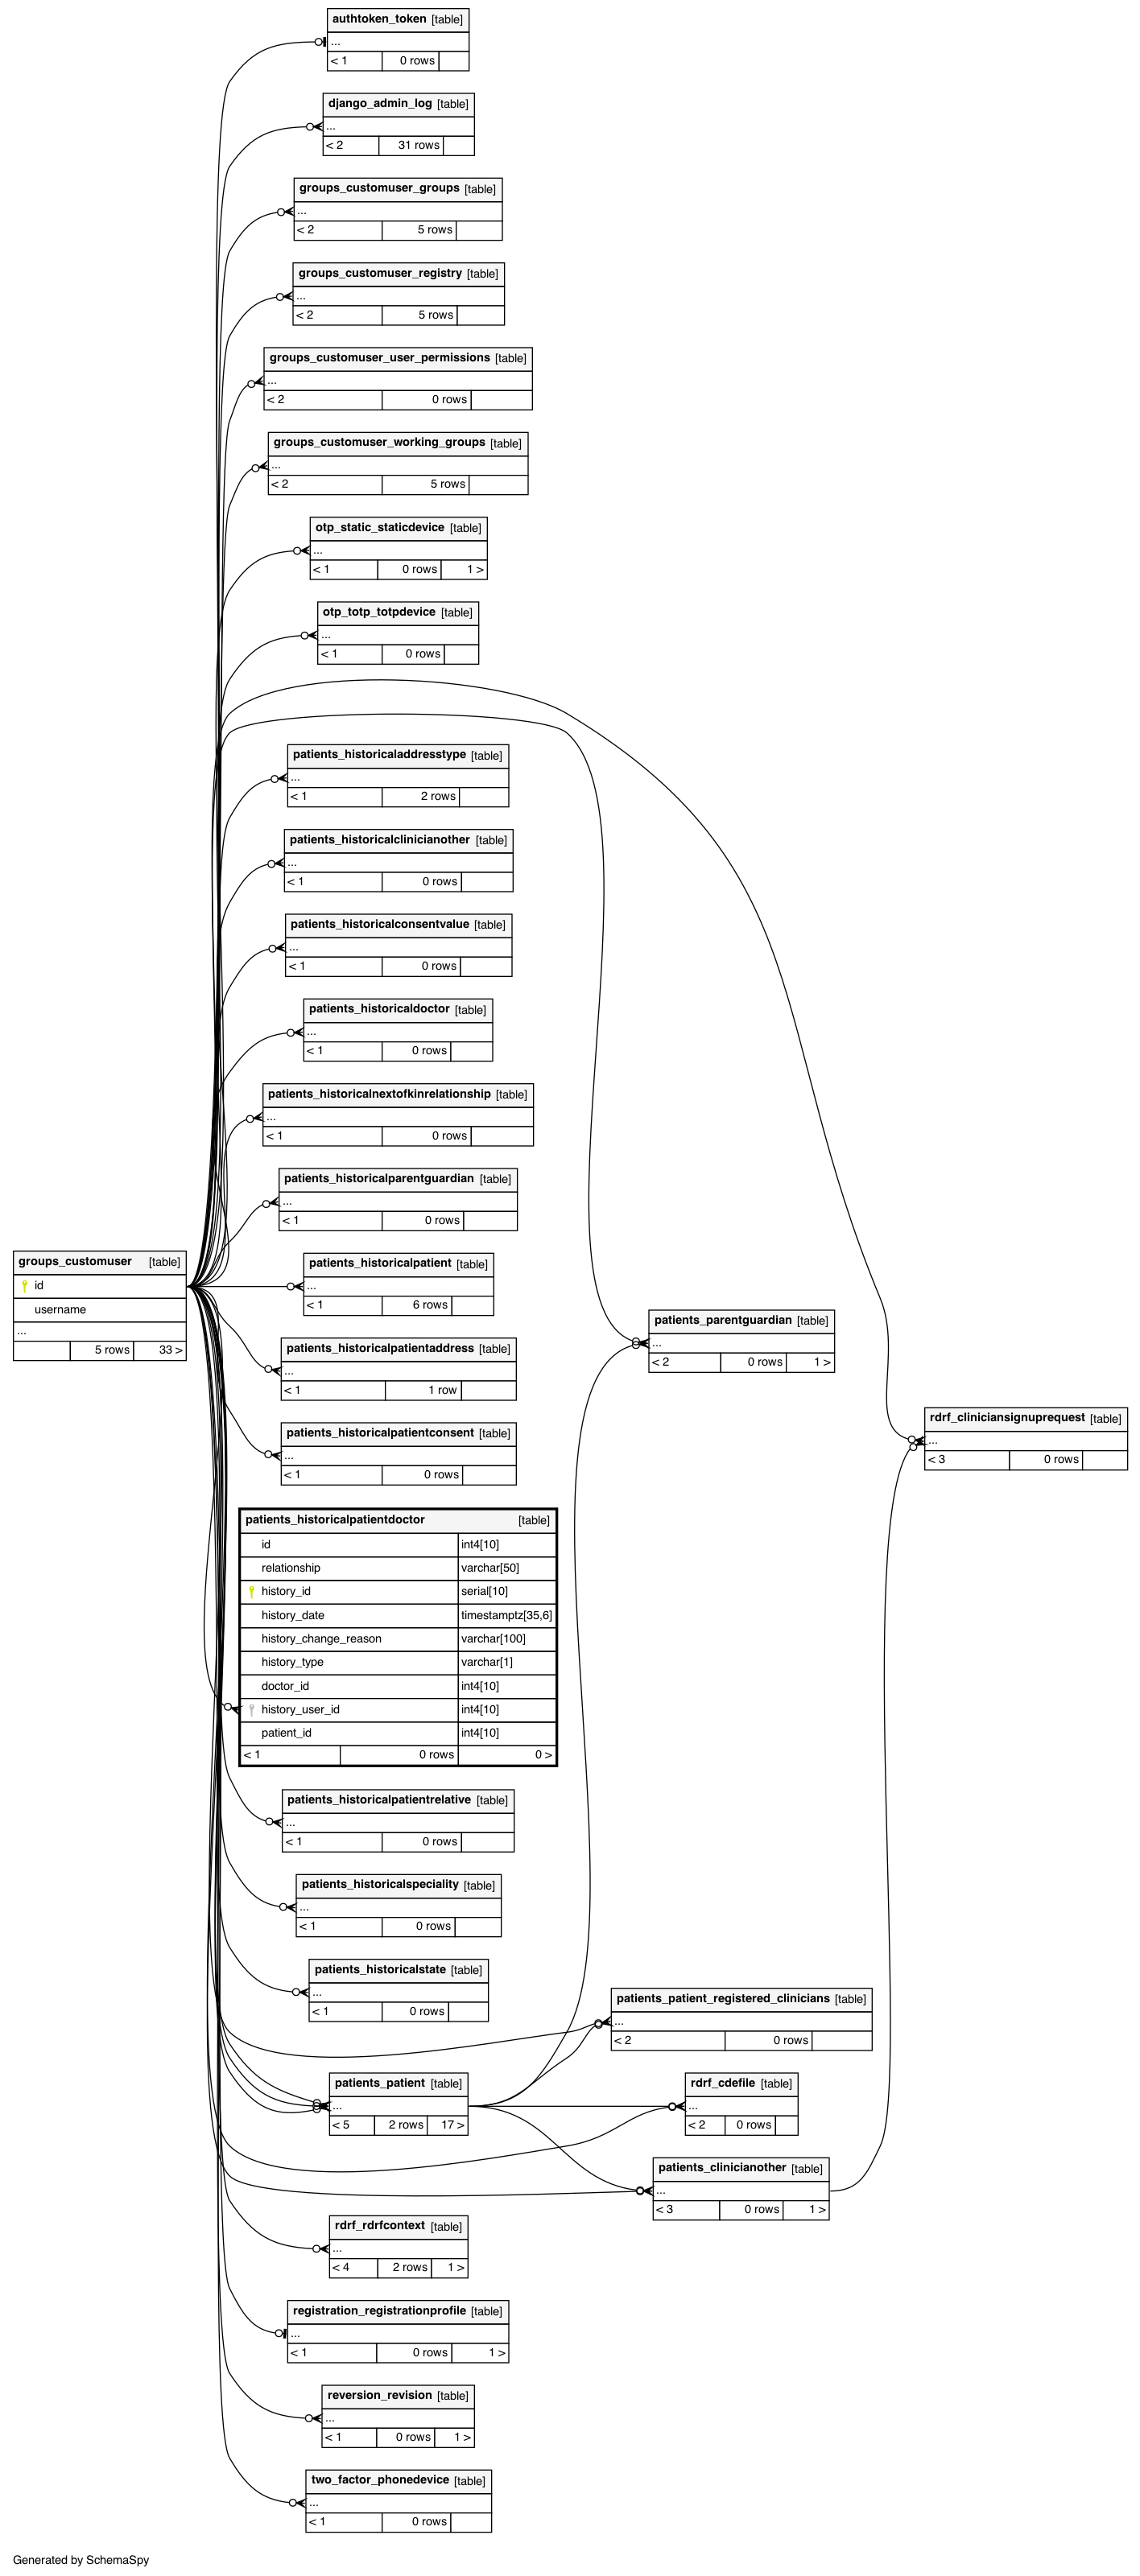 authtoken_token [table]
...
< 1 0 rows
django_admin_log [table]
...
< 2 31 rows
groups_customuser_groups [table]
...
< 2 5 rows
groups_customuser_registry [table]
...
< 2 5 rows
groups_customuser_user_permissions [table]
...
< 2 0 rows
groups_customuser_working_groups [table]
...
< 2 5 rows
otp_static_staticdevice [table]
...
< 1 0 rows 1 >
otp_totp_totpdevice [table]
...
< 1 0 rows
patients_historicaladdresstype [table]
...
< 1 2 rows
patients_historicalclinicianother [table]
...
< 1 0 rows
patients_historicalconsentvalue [table]
...
< 1 0 rows
patients_historicaldoctor [table]
...
< 1 0 rows
patients_historicalnextofkinrelationship [table]
...
< 1 0 rows
patients_historicalparentguardian [table]
...
< 1 0 rows
groups_customuser [table]
id
username
...
5 rows 33 >
patients_historicalpatient [table]
...
< 1 6 rows
patients_parentguardian [table]
...
< 2 0 rows 1 >
patients_historicalpatientaddress [table]
...
< 1 1 row
rdrf_cliniciansignuprequest [table]
...
< 3 0 rows
patients_historicalpatientconsent [table]
...
< 1 0 rows
patients_historicalpatientdoctor [table]
id int4[10]
relationship varchar[50]
history_id serial[10]
history_date timestamptz[35,6]
history_change_reason varchar[100]
history_type varchar[1]
doctor_id int4[10]
history_user_id int4[10]
patient_id int4[10]
< 1 0 rows 0 >
patients_historicalpatientrelative [table]
...
< 1 0 rows
patients_historicalspeciality [table]
...
< 1 0 rows
patients_historicalstate [table]
...
< 1 0 rows
patients_patient_registered_clinicians [table]
...
< 2 0 rows
patients_patient [table]
...
< 5 2 rows 17 >
rdrf_cdefile [table]
...
< 2 0 rows
patients_clinicianother [table]
...
< 3 0 rows 1 >
rdrf_rdrfcontext [table]
...
< 4 2 rows 1 >
registration_registrationprofile [table]
...
< 1 0 rows 1 >
reversion_revision [table]
...
< 1 0 rows 1 >
two_factor_phonedevice [table]
...
< 1 0 rows
Generated by SchemaSpy